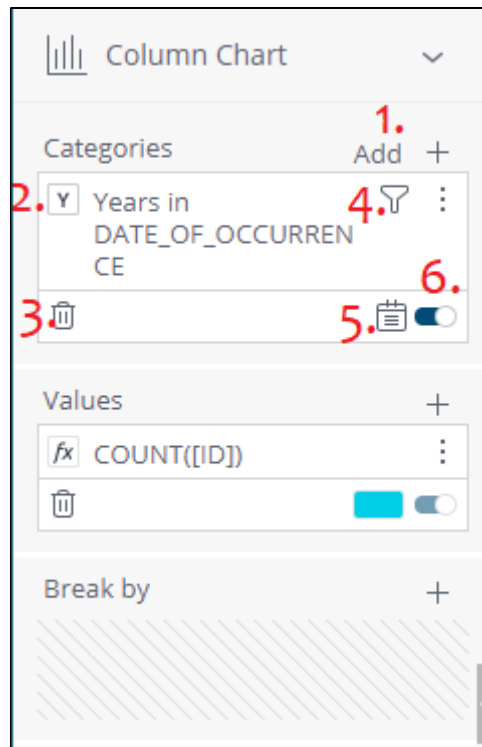 Column Chart
1.
Categories Add +
2. Y Years in 4.
DATE_OF_OCCURREN
CE
6.
3. 5.
Values +
fx COUNT([ID])
Break by +